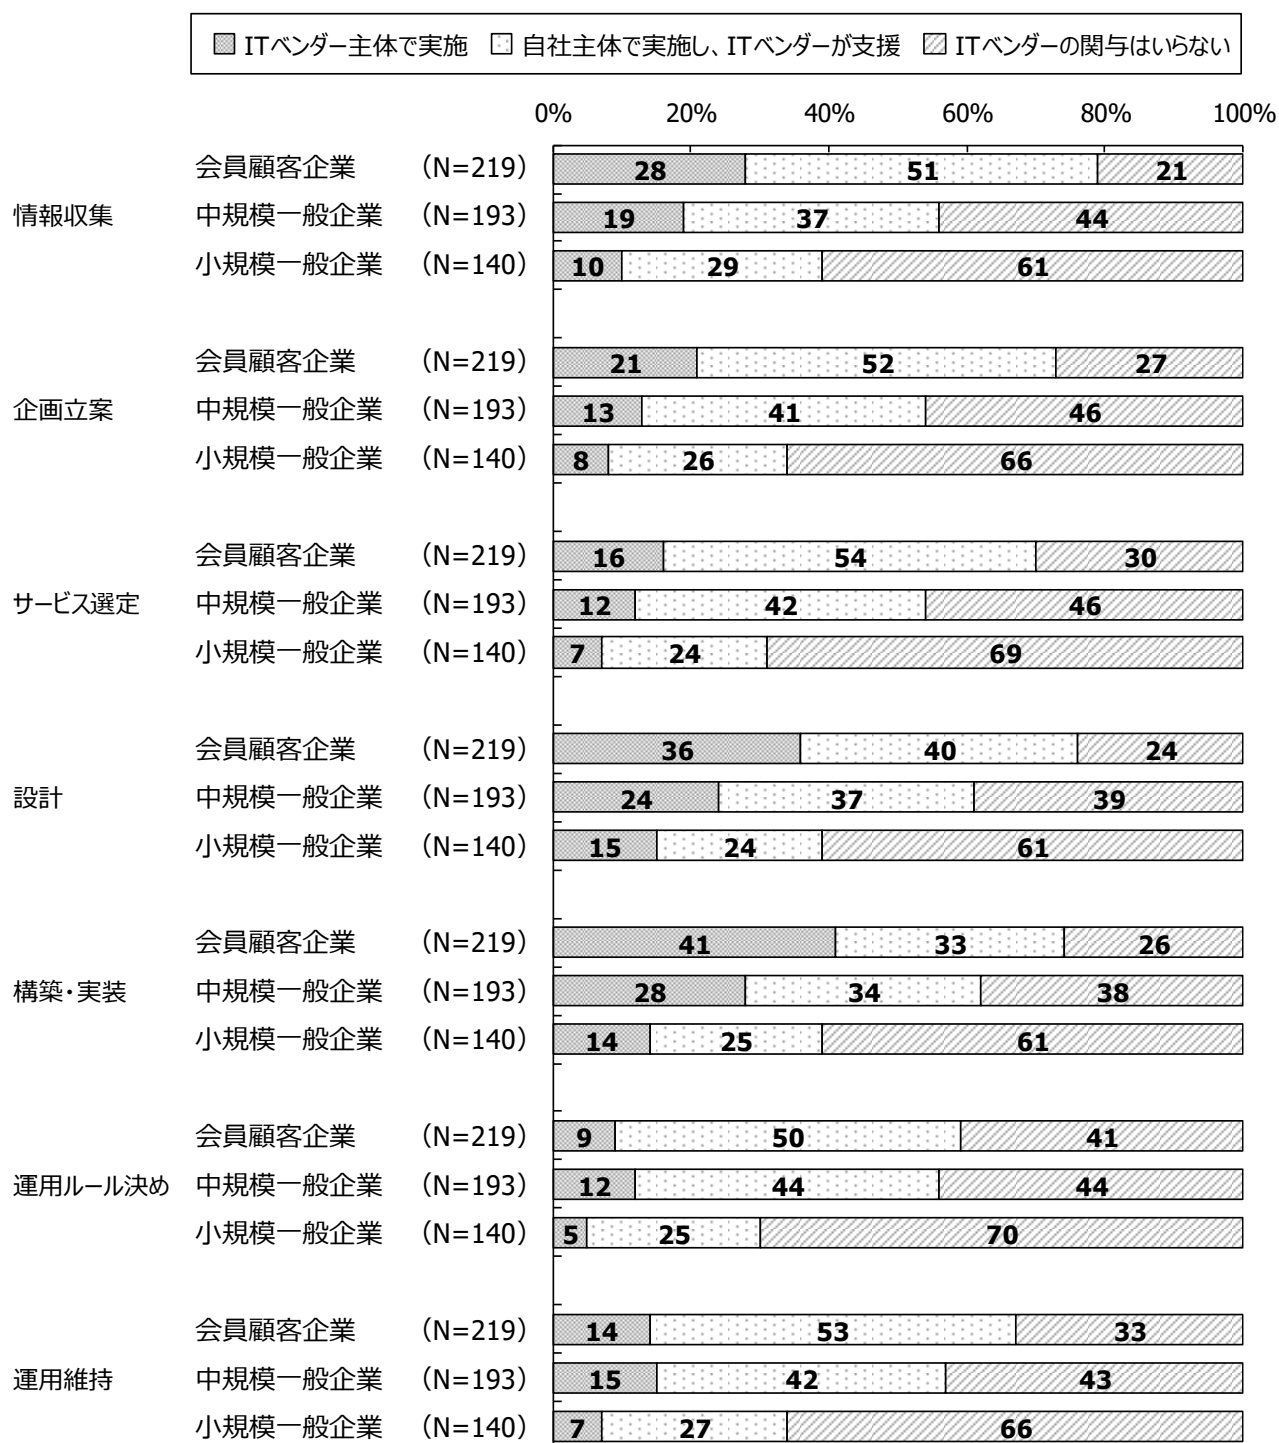 ITベンダー主体で実施 自社主体で実施し、ITベンダーが支援 ITベンダーの関与はいらない
0% 20% 40% 60% 80% 100%
会員顧客企業 （N=219） 28 51 21
情報収集 中規模一般企業 （N=193） 19 37 44
小規模一般企業 （N=140） 10 29 61
会員顧客企業 （N=219） 21 52 27
企画立案 中規模一般企業 （N=193） 13 41 46
小規模一般企業 （N=140） 8 26 66
会員顧客企業 （N=219） 16 54 30
サービス選定 中規模一般企業 （N=193） 12 42 46
小規模一般企業 （N=140） 7 24 69
会員顧客企業 （N=219） 36 40 24
設計 中規模一般企業 （N=193） 24 37 39
小規模一般企業 （N=140） 15 24 61
会員顧客企業 （N=219） 41 33 26
構築・実装 中規模一般企業 （N=193） 28 34 38
小規模一般企業 （N=140） 14 25 61
会員顧客企業 （N=219） 9 50 41
運用ルール決め 中規模一般企業 （N=193） 12 44 44
小規模一般企業 （N=140） 5 25 70
会員顧客企業 （N=219） 14 53 33
運用維持 中規模一般企業 （N=193） 15 42 43
小規模一般企業 （N=140） 7 27 66